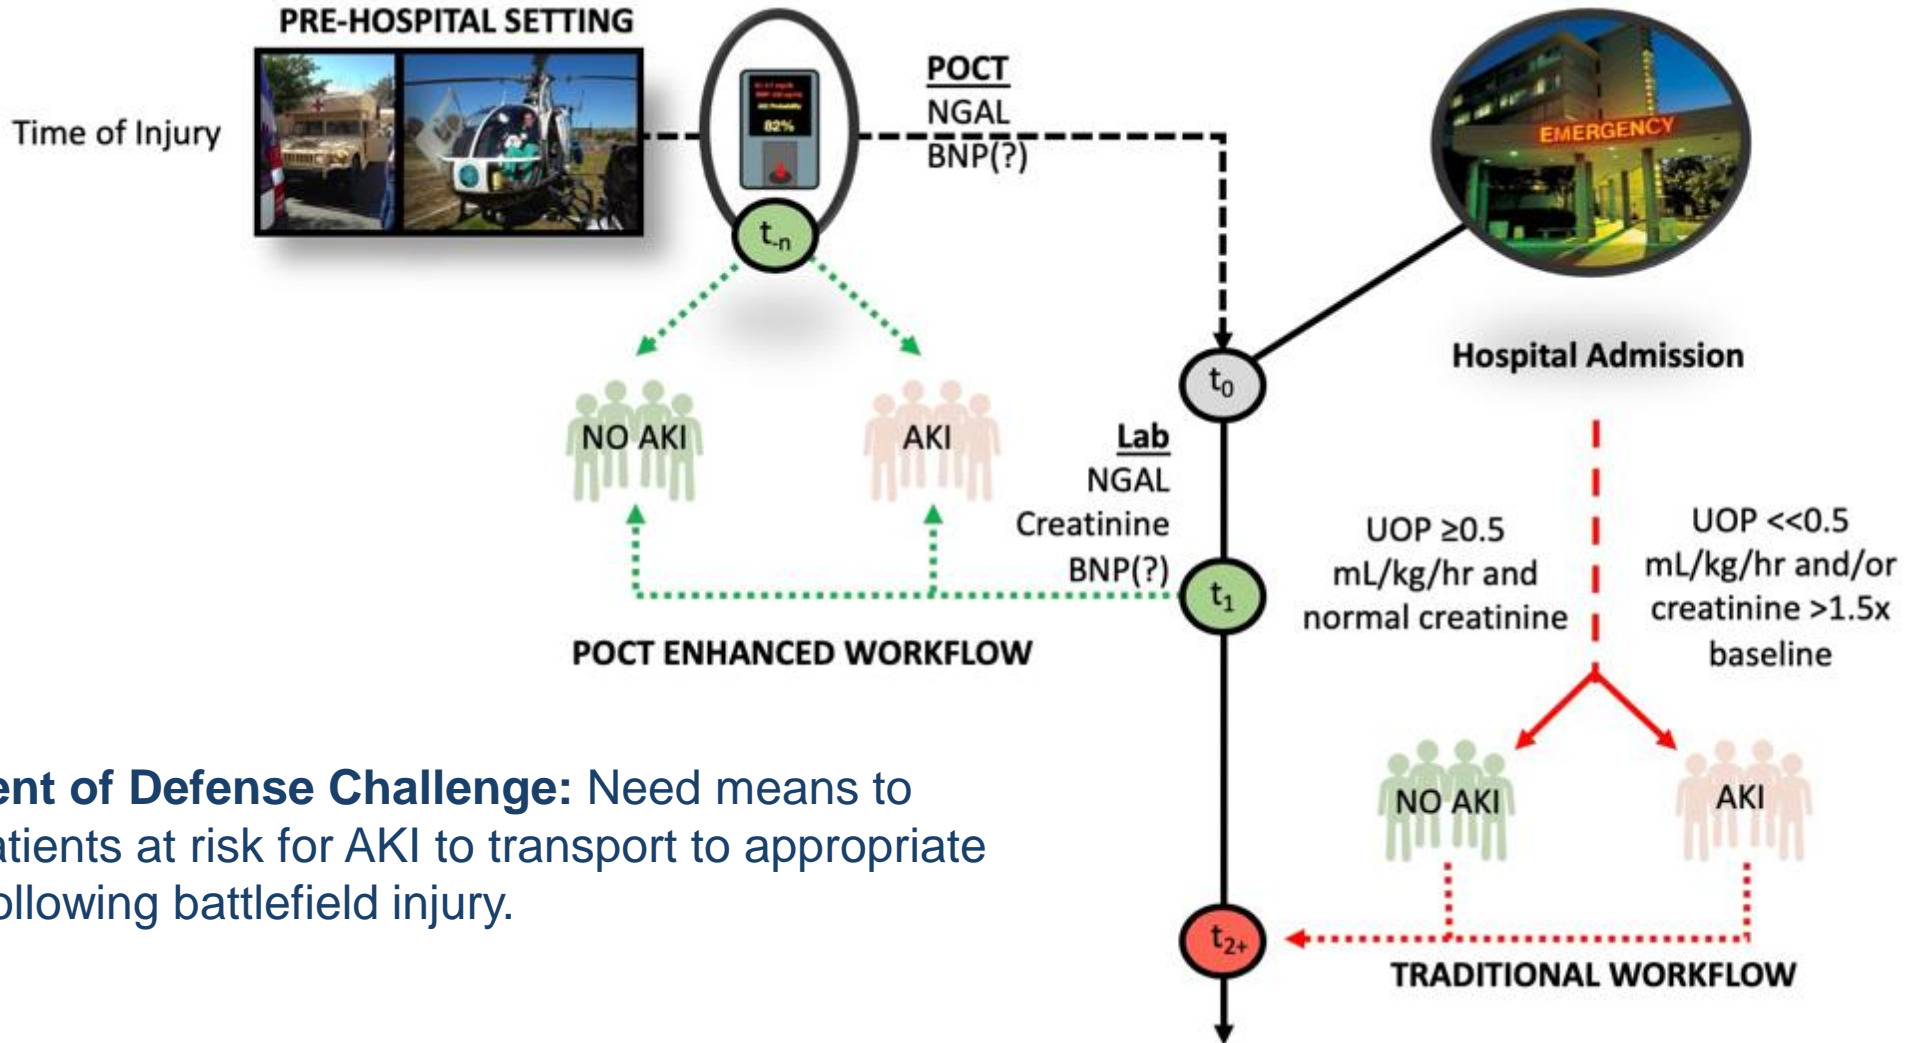 PRE-HOSPITAL SETTING
Time of Injury
82%
POCT
NGAL
BNP(?)
EMERGENCY
t-n
t0
Hospital Admission
NO AKI
AKI
Lab
NGAL
Creatinine
BNP(?)
t1
UOP ≥0.5
mL/kg/hr and
normal creatinine
UOP <<0.5
mL/kg/hr and/or
creatinine >1.5x
baseline
POCT ENHANCED WORKFLOW
NO AKI
AKI
ent of Defense Challenge: Need means to
atients at risk for AKI to transport to appropriate
ollowing battlefield injury.
t2+
TRADITIONAL WORKFLOW